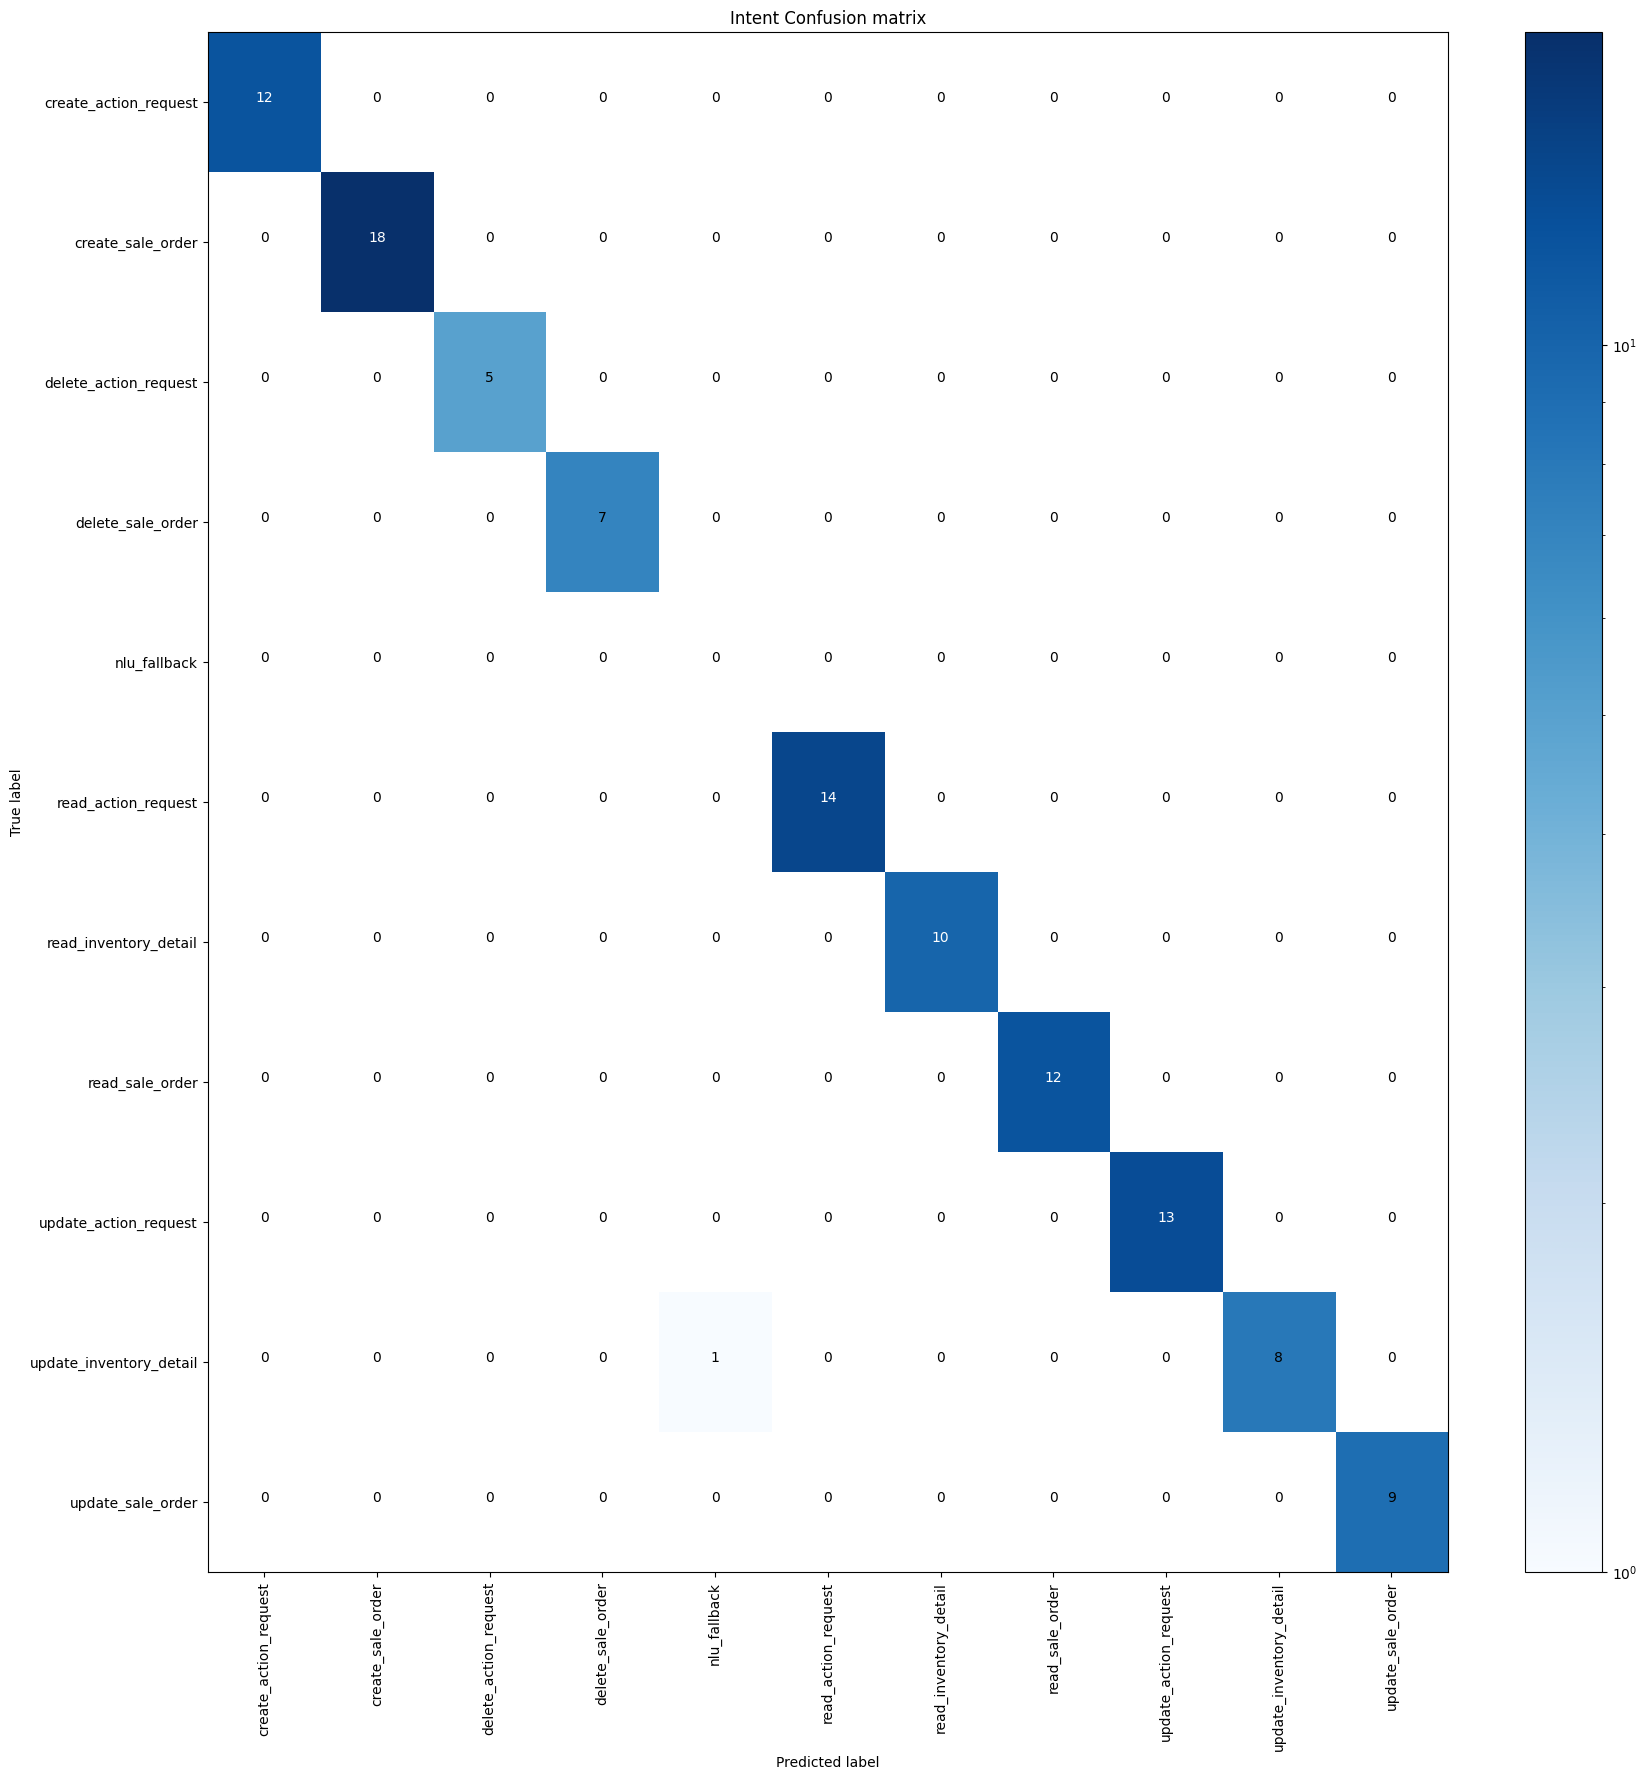 Intent Confusion matrix
create_action_request 12 0 0 0 0 0 0 0 0 0 0
create_sale_order 0 18 0 0 0 0 0 0 0 0 0
delete_action_request 0 0 5 0 0 0 0 0 0 0 0
delete_sale_order 0 0 0 7 0 0 0 0 0 0 0
nlu_fallback 0 0 0 0 0 0 0 0 0 0 0
read_action_request 0 0 0 0 0 14 0 0 0 0 0
read_inventory_detail 0 0 0 0 0 0 10 0 0 0 0
read_sale_order 0 0 0 0 0 0 0 12 0 0 0
update_action_request 0 0 0 0 0 0 0 0 13 0 0
update_inventory_detail 0 0 0 0 1 0 0 0 0 8 0
update_sale_order 0 0 0 0 0 0 0 0 0 0 9
True label
create_action_request
create_sale_order
delete_action_request
delete_sale_order
nlu_fallback
read_action_request
read_inventory_detail
read_sale_order
update_action_request
update_inventory_detail
update_sale_order
Predicted label
10¹
10⁰